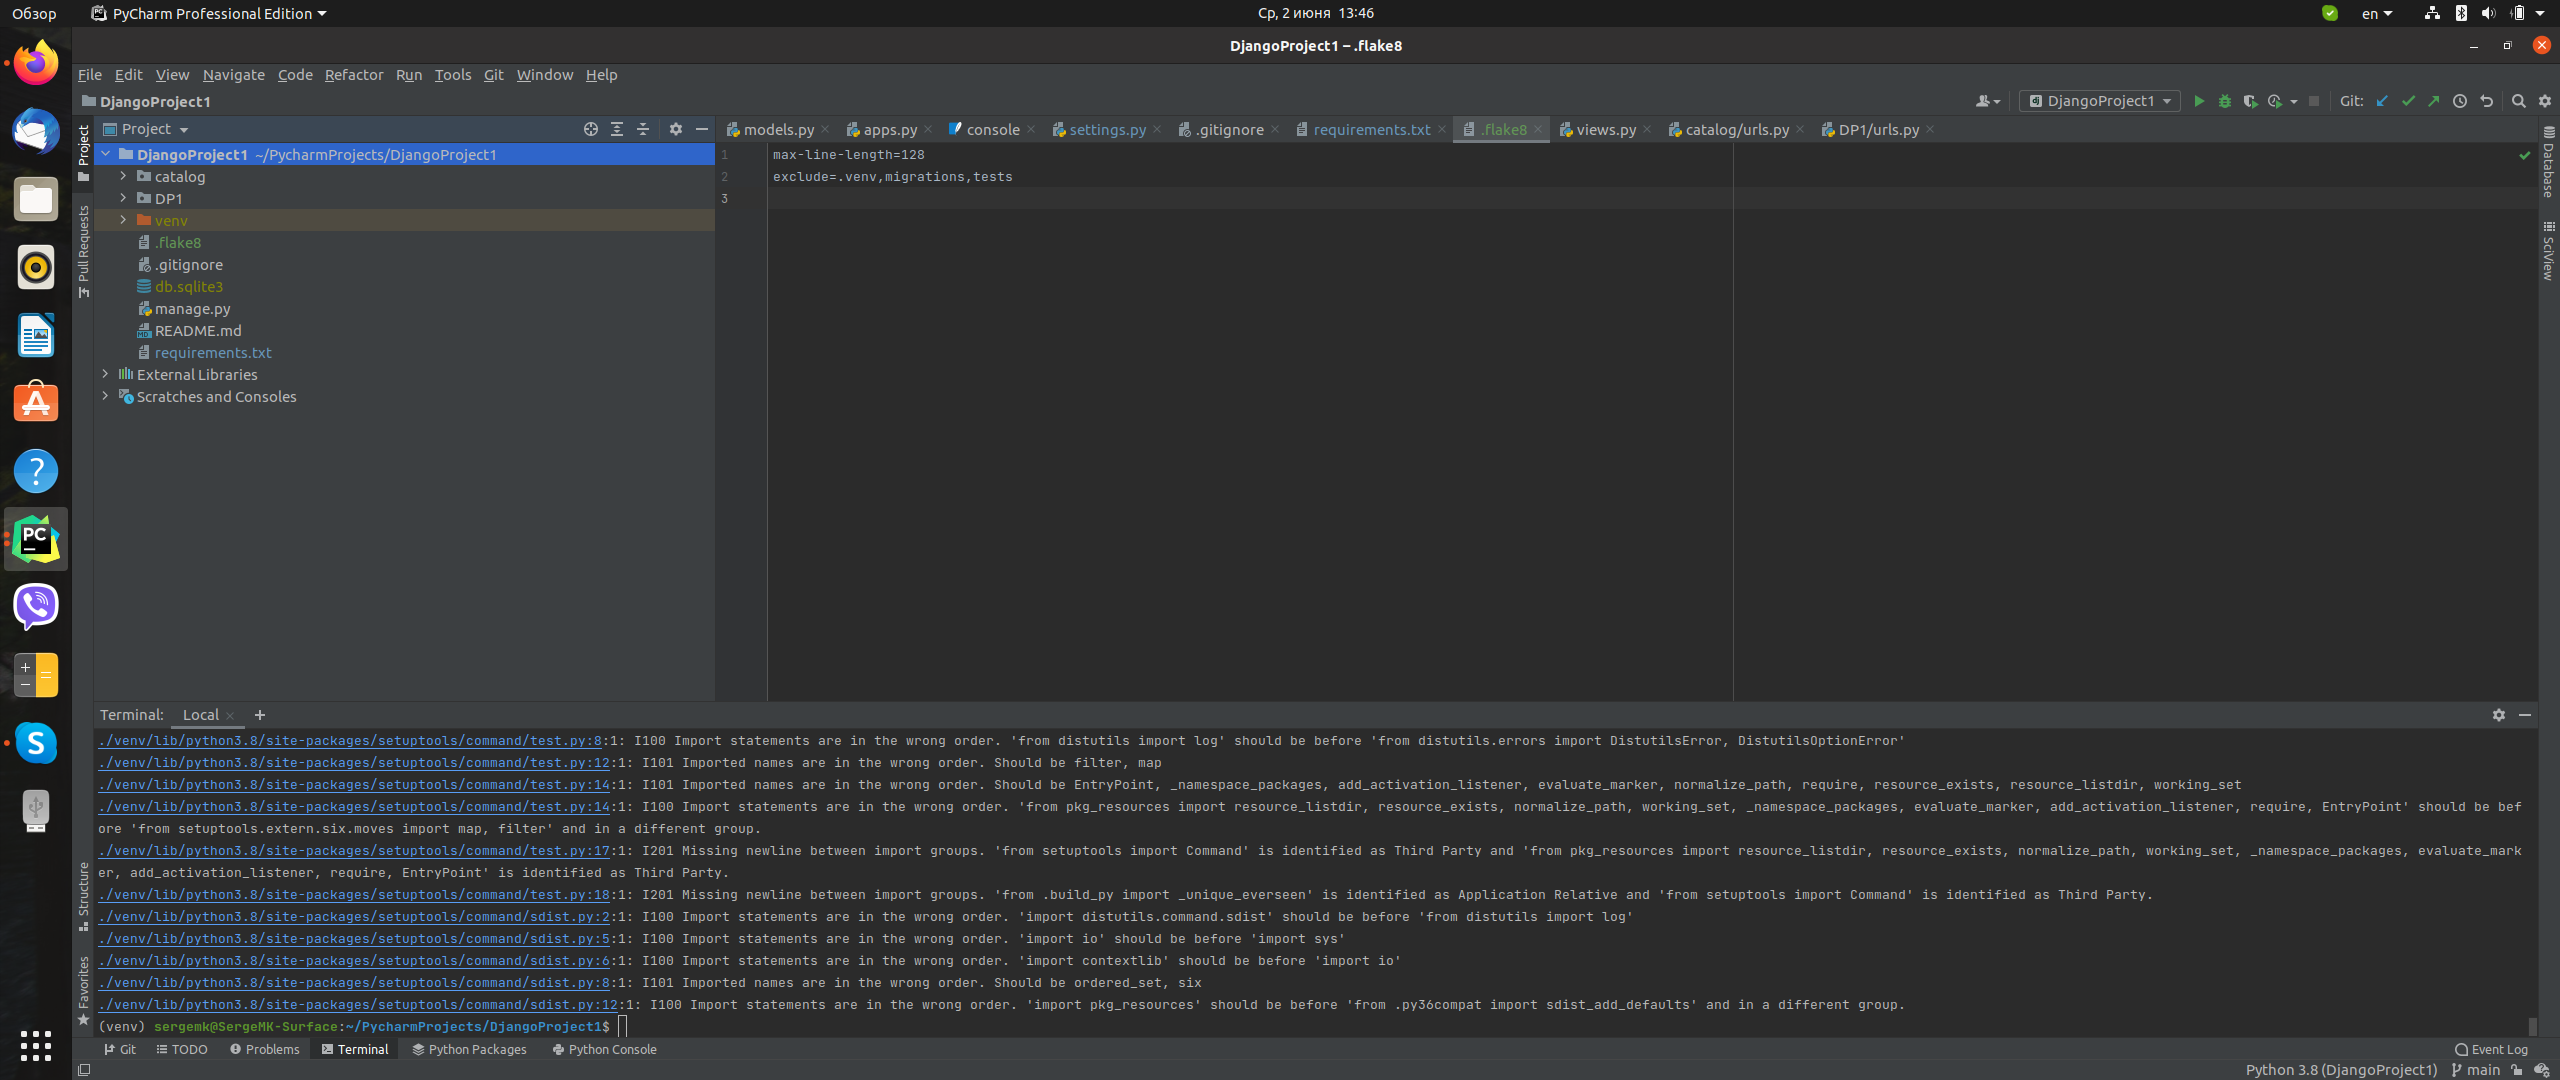 Обзор
PyCharm Professional Edition
Ср, 2 июня 13:46
en
DjangoProject1 – .flake8
File Edit View Navigate Code Refactor Run Tools Git Window Help
DjangoProject1
DjangoProject1
Git:
Project
models.py
apps.py
console
settings.py
.gitignore
requirements.txt
.flake8
views.py
catalog/urls.py
DP1/urls.py
Project
Pull Requests
Structure
Favorites
Database
SciView
DjangoProject1 ~/PycharmProjects/DjangoProject1
catalog
DP1
venv
.flake8
.gitignore
db.sqlite3
manage.py
README.md
requirements.txt
External Libraries
Scratches and Consoles
1 max-line-length=128
2 exclude=.venv,migrations,tests
3
Terminal: Local
./venv/lib/python3.8/site-packages/setuptools/command/test.py:8:1: I100 Import statements are in the wrong order. 'from distutils import log' should be before 'from distutils.errors import DistutilsError, DistutilsOptionError'
./venv/lib/python3.8/site-packages/setuptools/command/test.py:12:1: I101 Imported names are in the wrong order. Should be filter, map
./venv/lib/python3.8/site-packages/setuptools/command/test.py:14:1: I101 Imported names are in the wrong order. Should be EntryPoint, _namespace_packages, add_activation_listener, evaluate_marker, normalize_path, require, resource_exists, resource_listdir, working_set
./venv/lib/python3.8/site-packages/setuptools/command/test.py:14:1: I100 Import statements are in the wrong order. 'from pkg_resources import resource_listdir, resource_exists, normalize_path, working_set, _namespace_packages, evaluate_marker, add_activation_listener, require, EntryPoint' should be bef
ore 'from setuptools.extern.six.moves import map, filter' and in a different group.
./venv/lib/python3.8/site-packages/setuptools/command/test.py:17:1: I201 Missing newline between import groups. 'from setuptools import Command' is identified as Third Party and 'from pkg_resources import resource_listdir, resource_exists, normalize_path, working_set, _namespace_packages, evaluate_mark
er, add_activation_listener, require, EntryPoint' is identified as Third Party.
./venv/lib/python3.8/site-packages/setuptools/command/test.py:18:1: I201 Missing newline between import groups. 'from .build_py import _unique_everseen' is identified as Application Relative and 'from setuptools import Command' is identified as Third Party.
./venv/lib/python3.8/site-packages/setuptools/command/sdist.py:2:1: I100 Import statements are in the wrong order. 'import distutils.command.sdist' should be before 'from distutils import log'
./venv/lib/python3.8/site-packages/setuptools/command/sdist.py:5:1: I100 Import statements are in the wrong order. 'import io' should be before 'import sys'
./venv/lib/python3.8/site-packages/setuptools/command/sdist.py:6:1: I100 Import statements are in the wrong order. 'import contextlib' should be before 'import io'
./venv/lib/python3.8/site-packages/setuptools/command/sdist.py:8:1: I101 Imported names are in the wrong order. Should be ordered_set, six
./venv/lib/python3.8/site-packages/setuptools/command/sdist.py:12:1: I100 Import statements are in the wrong order. 'import pkg_resources' should be before 'from .py36compat import sdist_add_defaults' and in a different group.
(venv) sergemk@SergeMK-Surface:~/PycharmProjects/DjangoProject1$
Git TODO Problems Terminal Python Packages Python Console
Event Log
Python 3.8 (DjangoProject1) main